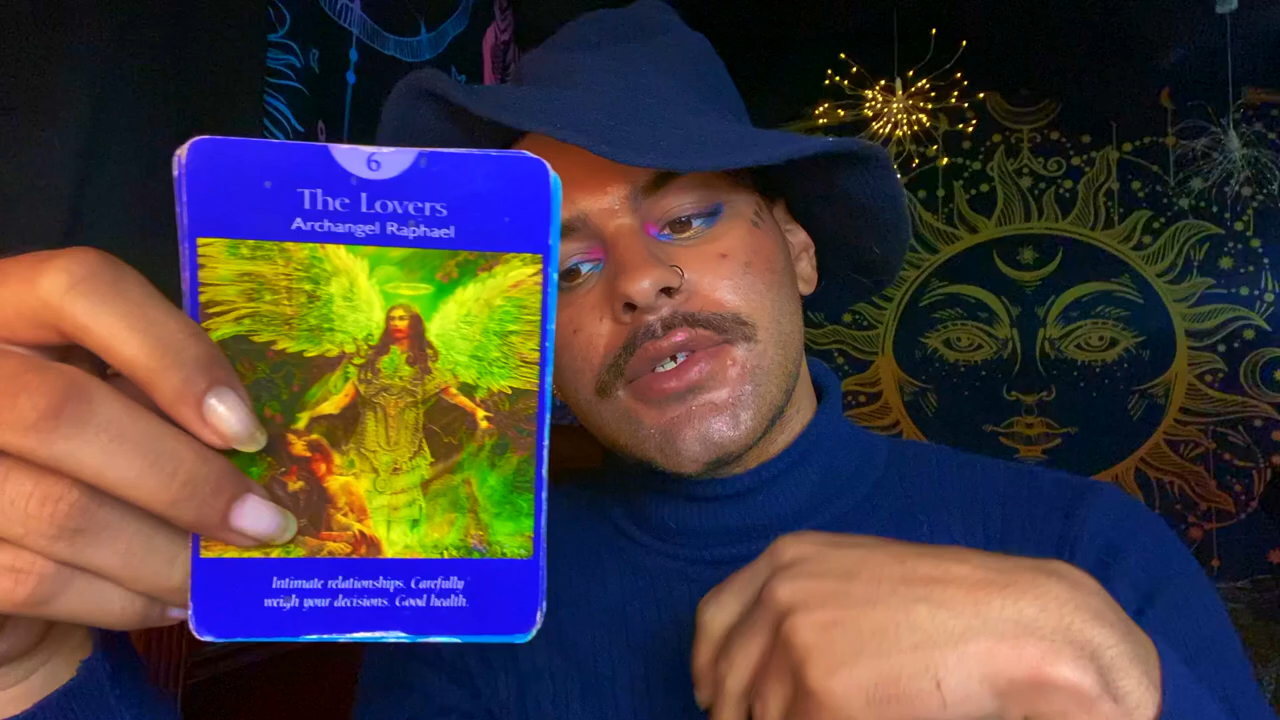 6
The Lovers
Archangel Raphael
Intimate relationships. Carefully
weigh your decisions. Good health.